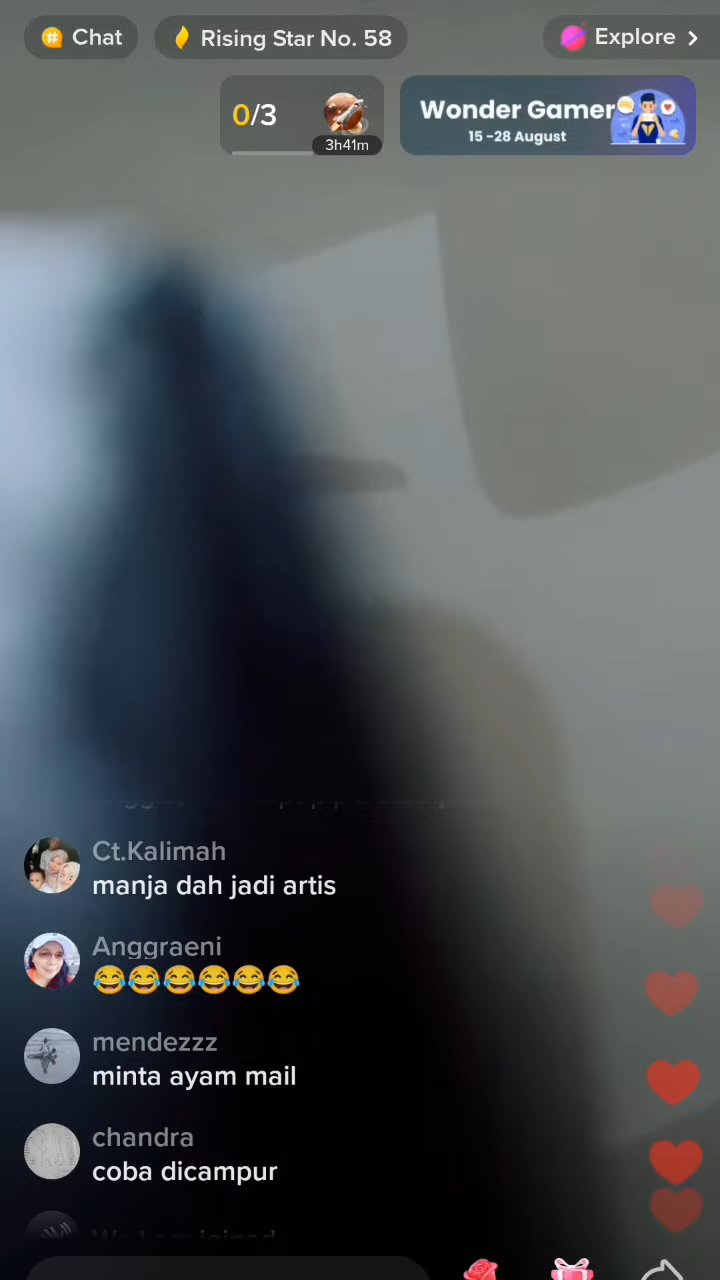 Chat
Rising Star No. 58
Explore
0/3
3h41m
Wonder Gamer
15 -28 August
Ct.Kalimah
manja dah jadi artis
Anggraeni
😂😂😂😂😂😂
mendezzz
minta ayam mail
chandra
coba dicampur
joined